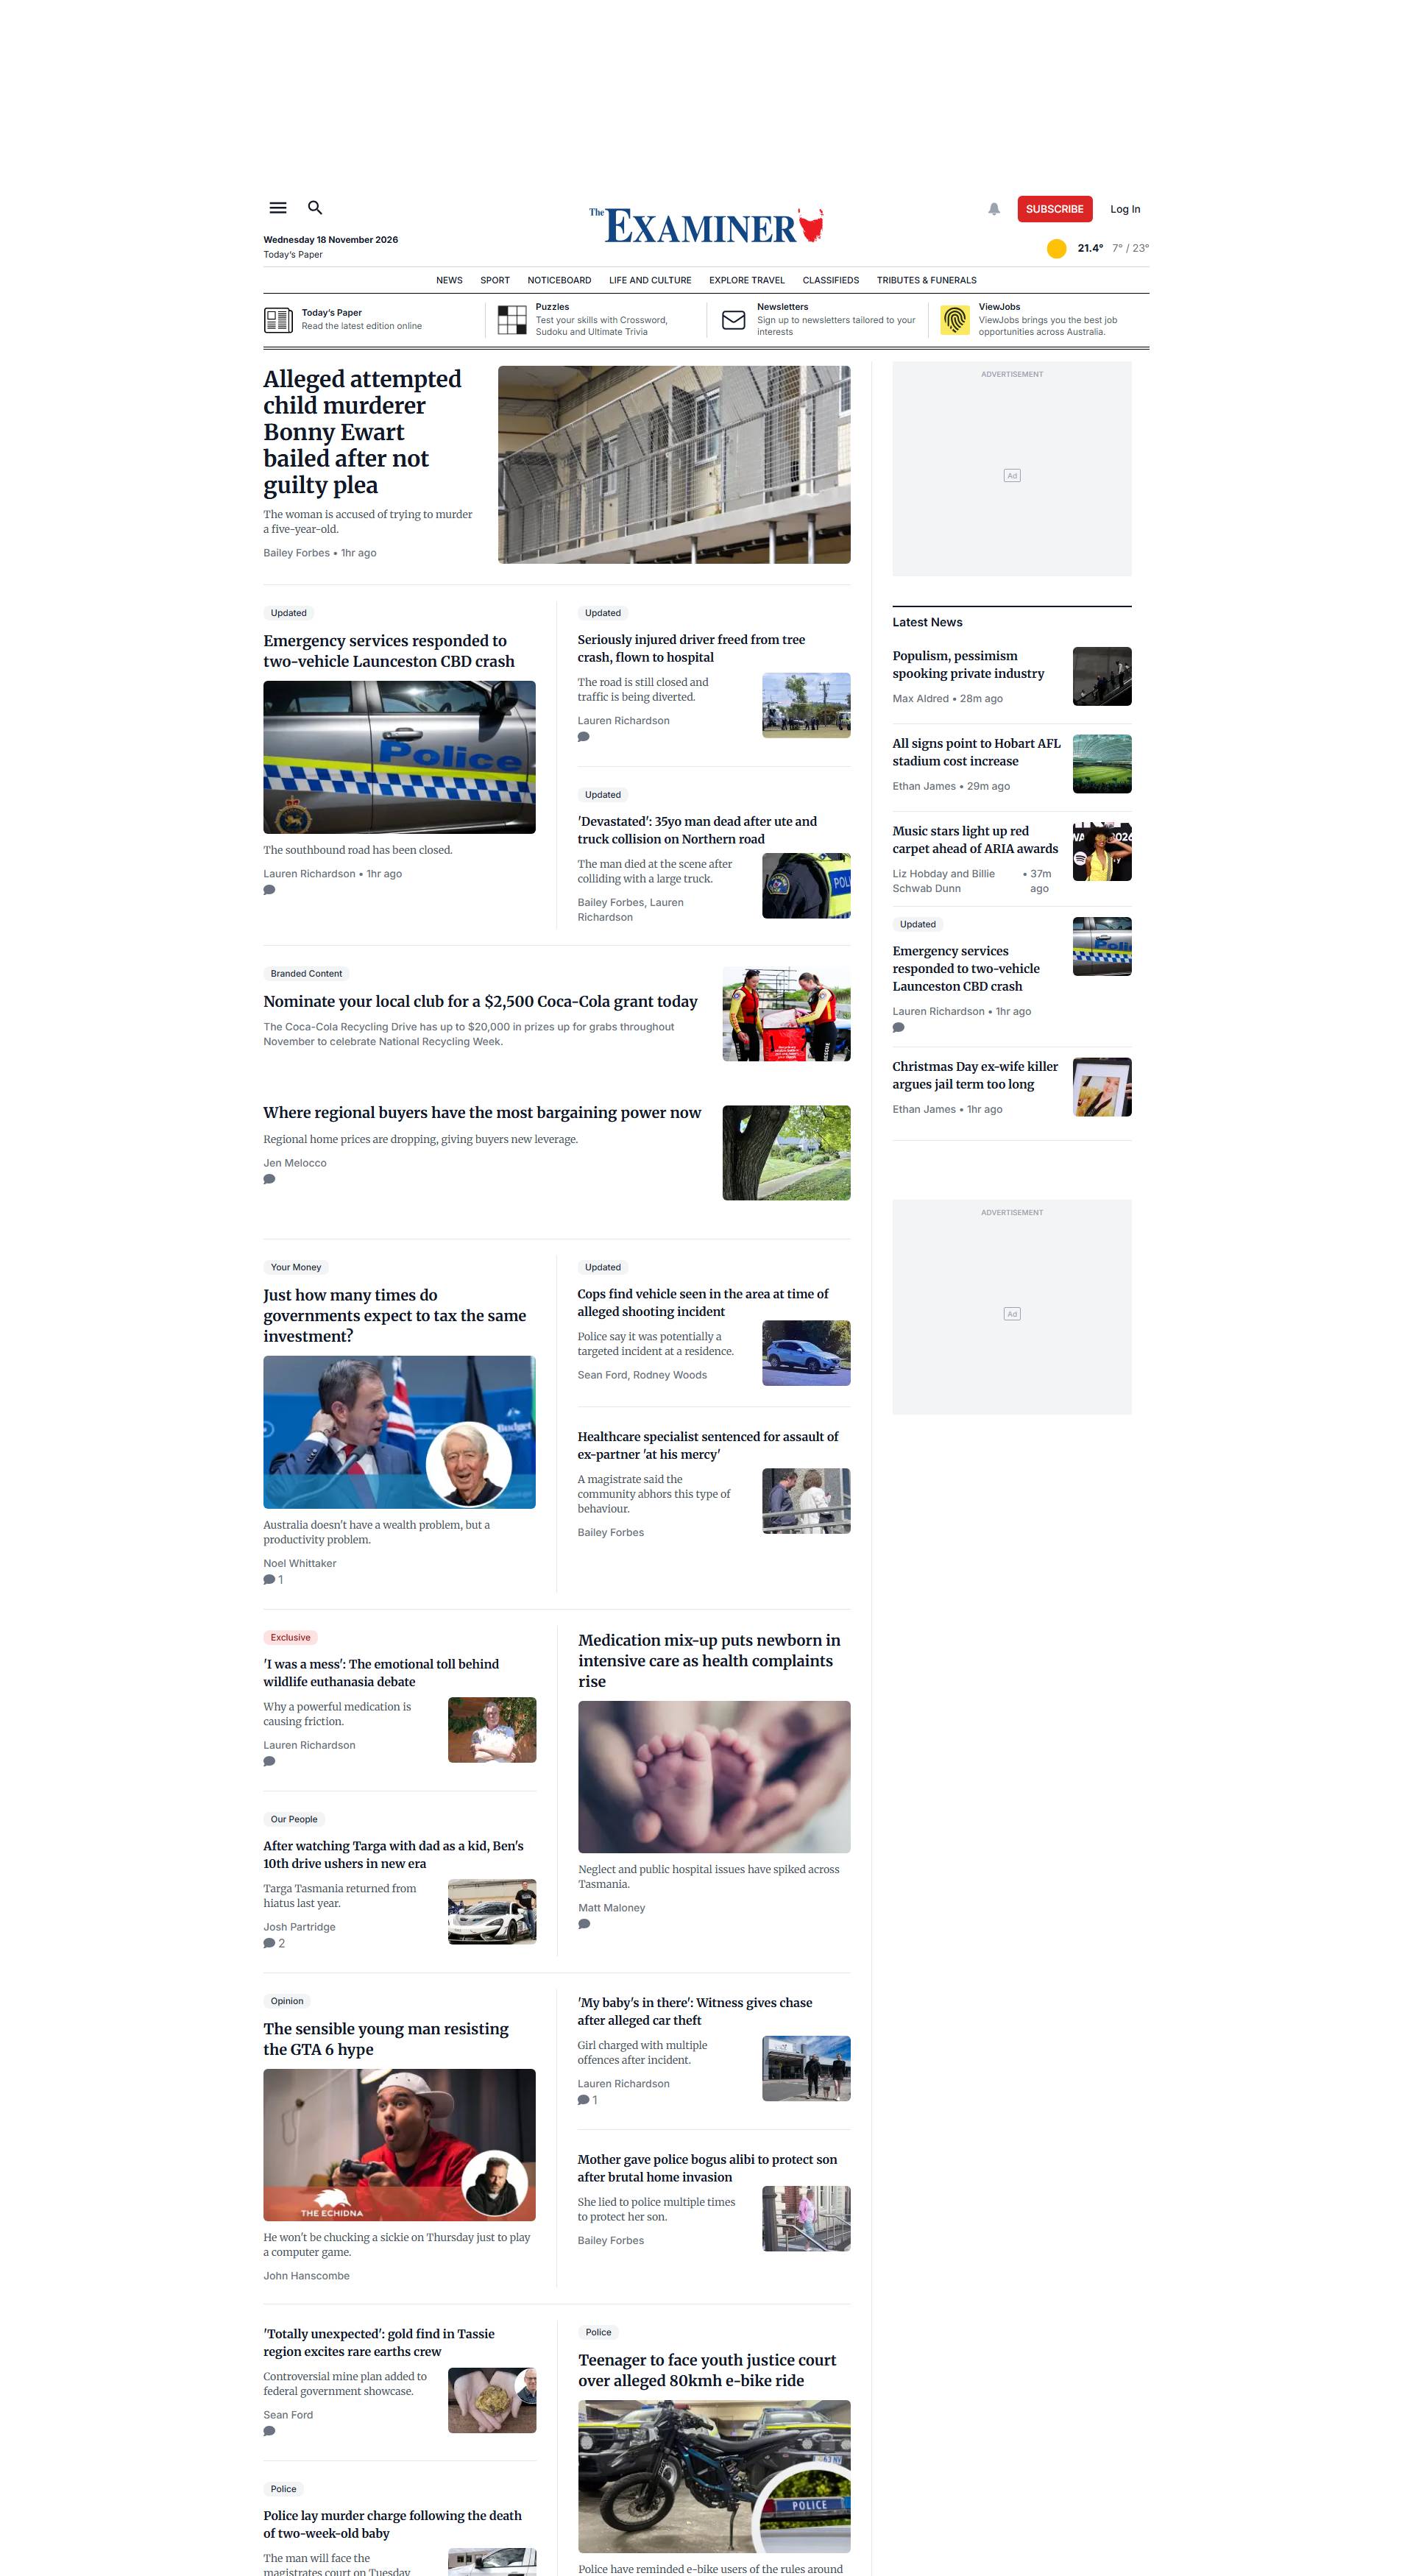 SUBSCRIBE
Log In
The EXAMINER
Wednesday 18 November 2026
Today's Paper
21.4° 7° / 23°
NEWS SPORT NOTICEBOARD LIFE AND CULTURE EXPLORE TRAVEL CLASSIFIEDS TRIBUTES & FUNERALS
Today's Paper
Read the latest edition online
Puzzles
Test your skills with Crossword,
Sudoku and Ultimate Trivia
Newsletters
Sign up to newsletters tailored to your
interests
ViewJobs
ViewJobs brings you the best job
opportunities across Australia.
Alleged attempted
child murderer
Bonny Ewart
bailed after not
guilty plea
The woman is accused of trying to murder
a five-year-old.
Bailey Forbes • 1hr ago
Updated
Emergency services responded to
two-vehicle Launceston CBD crash
Police
The southbound road has been closed.
Lauren Richardson • 1hr ago
Updated
Seriously injured driver freed from tree
crash, flown to hospital
The road is still closed and
traffic is being diverted.
Lauren Richardson
Updated
'Devastated': 35yo man dead after ute and
truck collision on Northern road
The man died at the scene after
colliding with a large truck.
Bailey Forbes, Lauren
Richardson
POLI
Branded Content
Nominate your local club for a $2,500 Coca-Cola grant today
The Coca-Cola Recycling Drive has up to $20,000 in prizes up for grabs throughout
November to celebrate National Recycling Week.
Where regional buyers have the most bargaining power now
Regional home prices are dropping, giving buyers new leverage.
Jen Melocco
Your Money
Just how many times do
governments expect to tax the same
investment?
Budget
Australia doesn't have a wealth problem, but a
productivity problem.
Noel Whittaker
1
Updated
Cops find vehicle seen in the area at time of
alleged shooting incident
Police say it was potentially a
targeted incident at a residence.
Sean Ford, Rodney Woods
Healthcare specialist sentenced for assault of
ex-partner 'at his mercy'
A magistrate said the
community abhors this type of
behaviour.
Bailey Forbes
Exclusive
'I was a mess': The emotional toll behind
wildlife euthanasia debate
Why a powerful medication is
causing friction.
Lauren Richardson
Our People
After watching Targa with dad as a kid, Ben's
10th drive ushers in new era
Targa Tasmania returned from
hiatus last year.
Josh Partridge
2
Medication mix-up puts newborn in
intensive care as health complaints
rise
Neglect and public hospital issues have spiked across
Tasmania.
Matt Maloney
Opinion
The sensible young man resisting
the GTA 6 hype
THE ECHIDNA
He won't be chucking a sickie on Thursday just to play
a computer game.
John Hanscombe
'My baby's in there': Witness gives chase
after alleged car theft
Girl charged with multiple
offences after incident.
Lauren Richardson
1
Mother gave police bogus alibi to protect son
after brutal home invasion
She lied to police multiple times
to protect her son.
Bailey Forbes
'Totally unexpected': gold find in Tassie
region excites rare earths crew
Controversial mine plan added to
federal government showcase.
Sean Ford
Police
Police lay murder charge following the death
of two-week-old baby
The man will face the
magistrates court on Tuesday
Police
Teenager to face youth justice court
over alleged 80kmh e-bike ride
POLICE
Police have reminded e-bike users of the rules around
ADVERTISEMENT
Ad
Latest News
Populism, pessimism
spooking private industry
Max Aldred • 28m ago
All signs point to Hobart AFL
stadium cost increase
Ethan James • 29m ago
Music stars light up red
carpet ahead of ARIA awards
Liz Hobday and Billie
Schwab Dunn
• 37m
ago
Updated
Emergency services
responded to two-vehicle
Launceston CBD crash
Lauren Richardson • 1hr ago
Christmas Day ex-wife killer
argues jail term too long
Ethan James • 1hr ago
ADVERTISEMENT
Ad